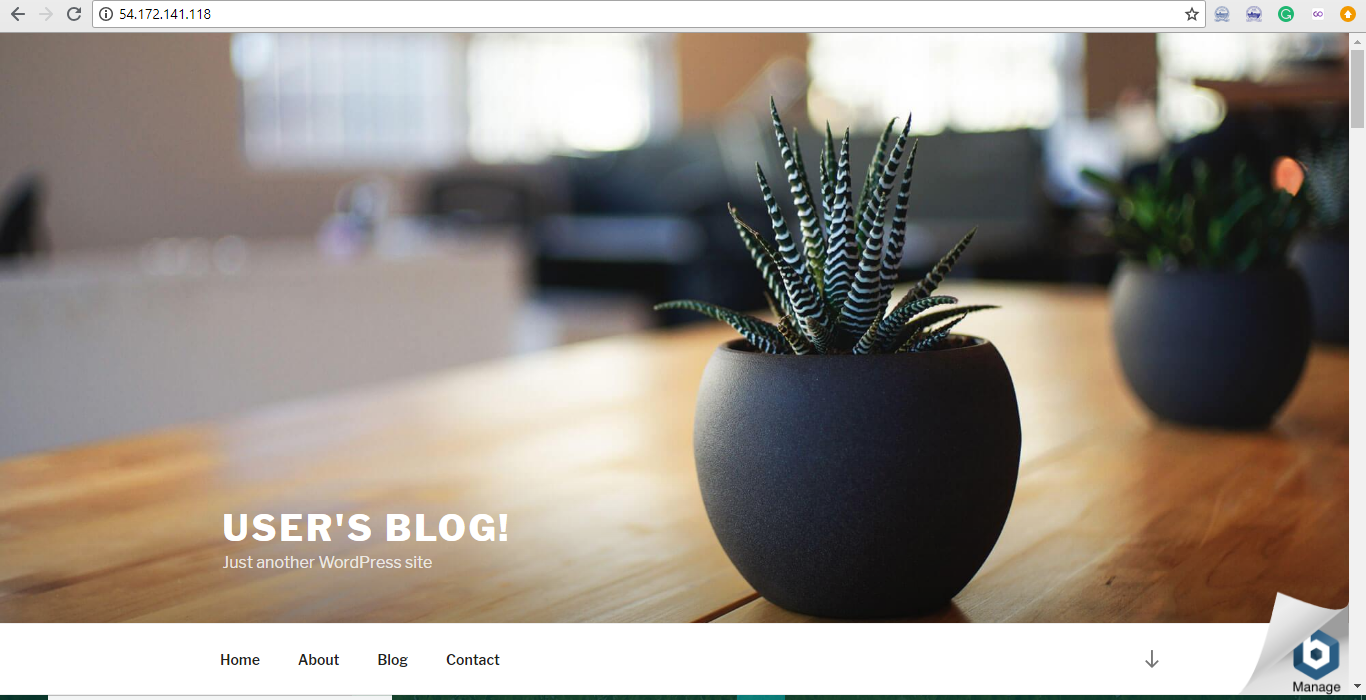 54.172.141.118
USER'S BLOG!
Just another WordPress site
Home About Blog Contact
Manage